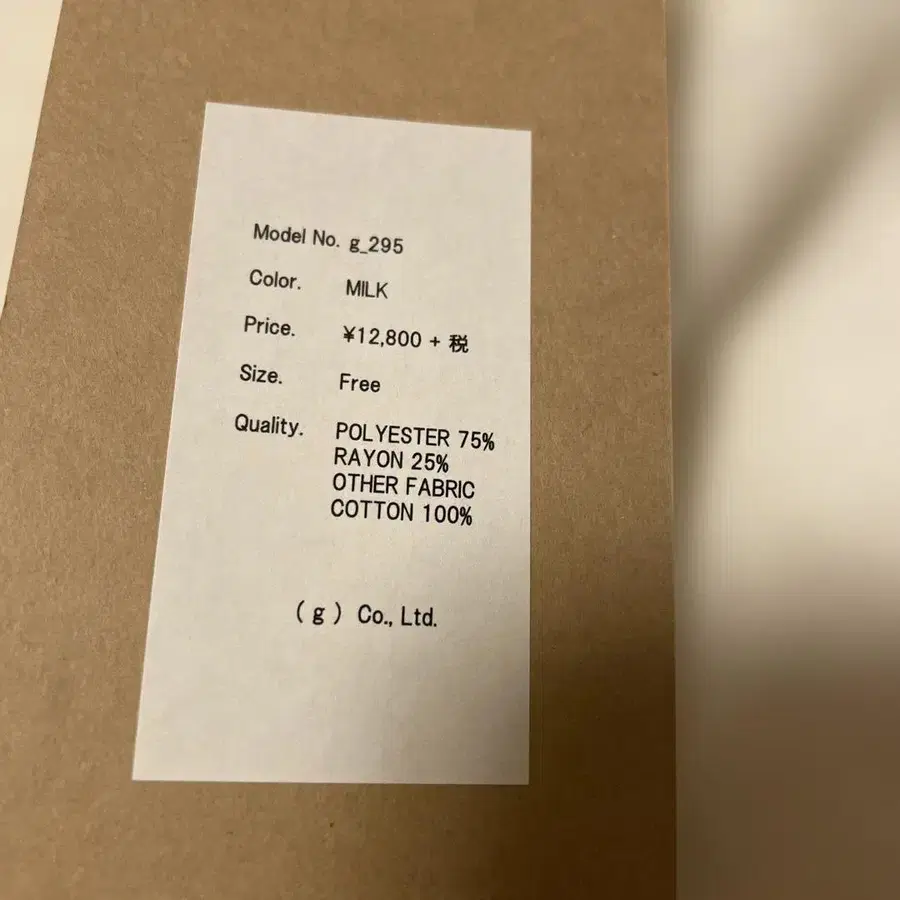 Model No. g_295
Color. MILK
Price. ¥12,800 + 税
Size. Free
Quality. POLYESTER 75%
RAYON 25%
OTHER FABRIC
COTTON 100%
( g ) Co., Ltd.